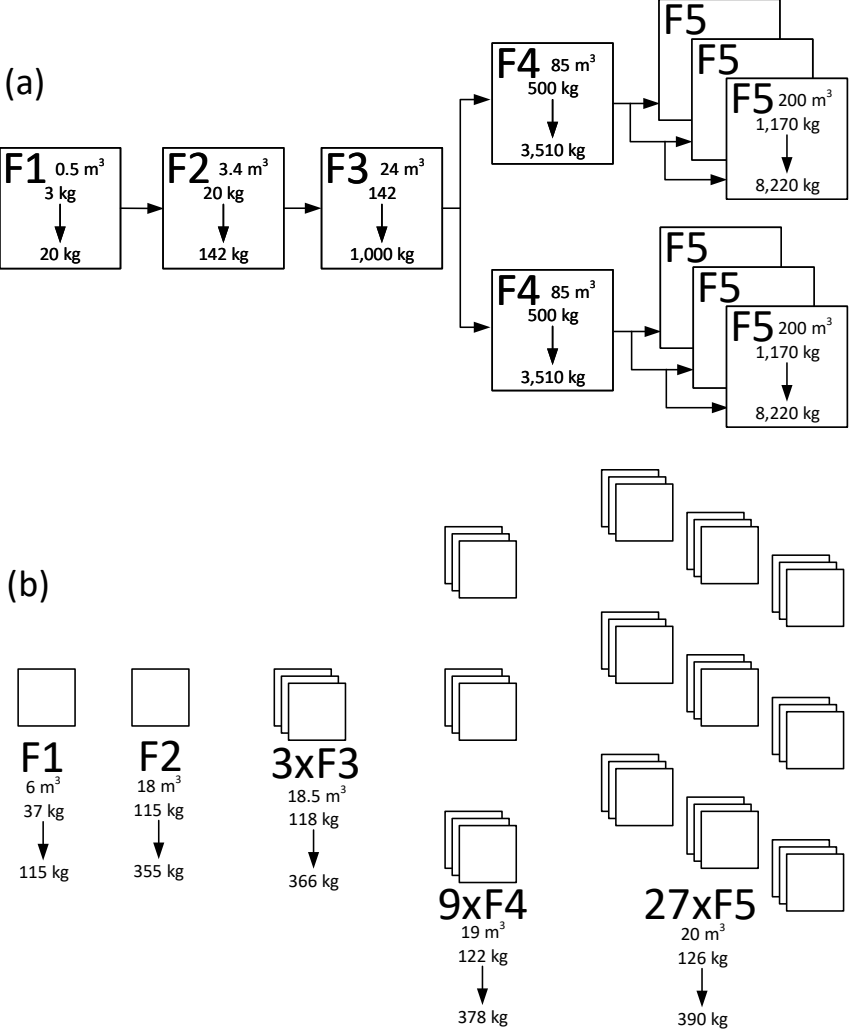 (a)
F1 0.5 m³
3 kg
20 kg
F2 3.4 m³
20 kg
142 kg
F3 24 m³
142
1,000 kg
F4 85 m³
500 kg
3,510 kg
F5
F5
F5 200 m³
1,170 kg
8,220 kg
F4 85 m³
500 kg
3,510 kg
F5
F5
F5 200 m³
1,170 kg
8,220 kg
(b)
F1
6 m³
37 kg
115 kg
F2
18 m³
115 kg
355 kg
3xF3
18.5 m³
118 kg
366 kg
9xF4
19 m³
122 kg
378 kg
27xF5
20 m³
126 kg
390 kg